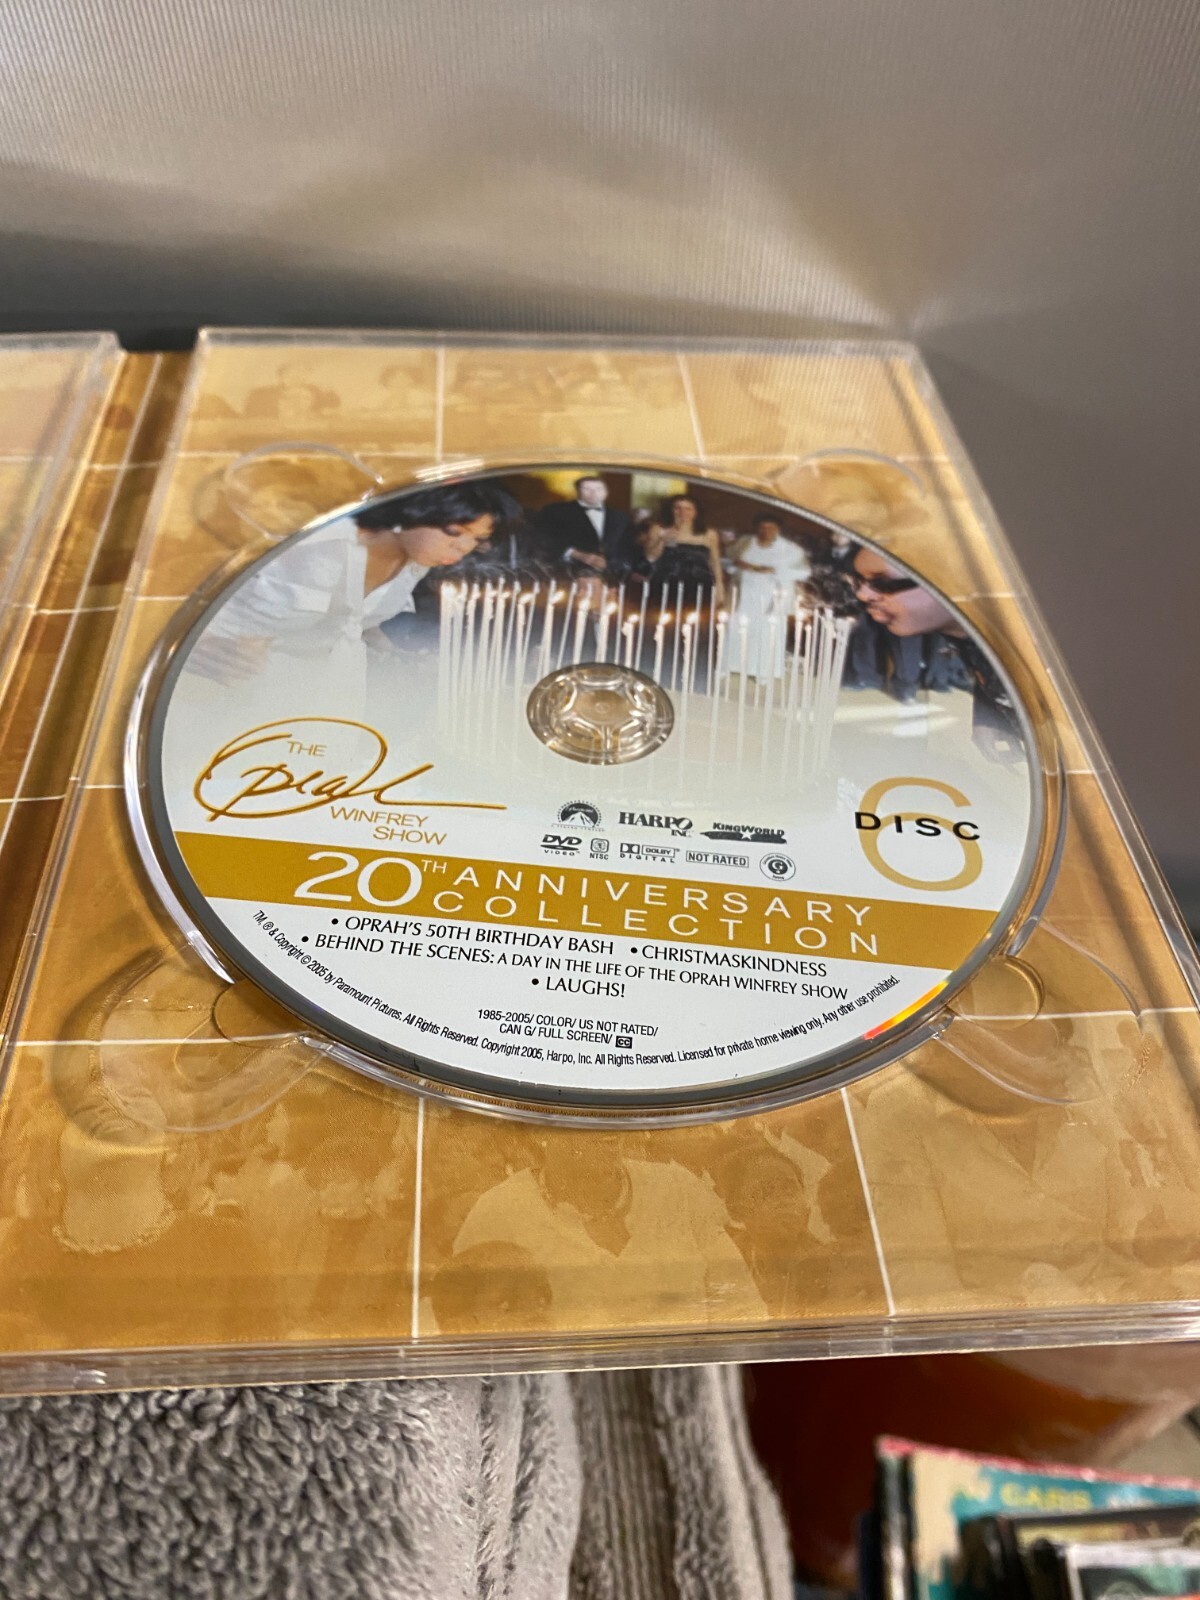 THE
Oprah
WINFREY
SHOW
PARAMOUNT
HARPO
INC
KINGWORLD
DVD
VIDEO
NTSC
DOLBY
DIGITAL
NOT RATED
6
DISC
20TH ANNIVERSARY
COLLECTION
• OPRAH'S 50TH BIRTHDAY BASH • CHRISTMASKINDNESS
• BEHIND THE SCENES: A DAY IN THE LIFE OF THE OPRAH WINFREY SHOW
• LAUGHS!
1985-2005/ COLOR/ US NOT RATED/
CAN G/ FULL SCREEN/ CC
TM, ® & Copyright © 2005 by Paramount Pictures. All Rights Reserved. Copyright 2005, Harpo, Inc. All Rights Reserved. Licensed for private home viewing only. Any other use prohibited.
CARS